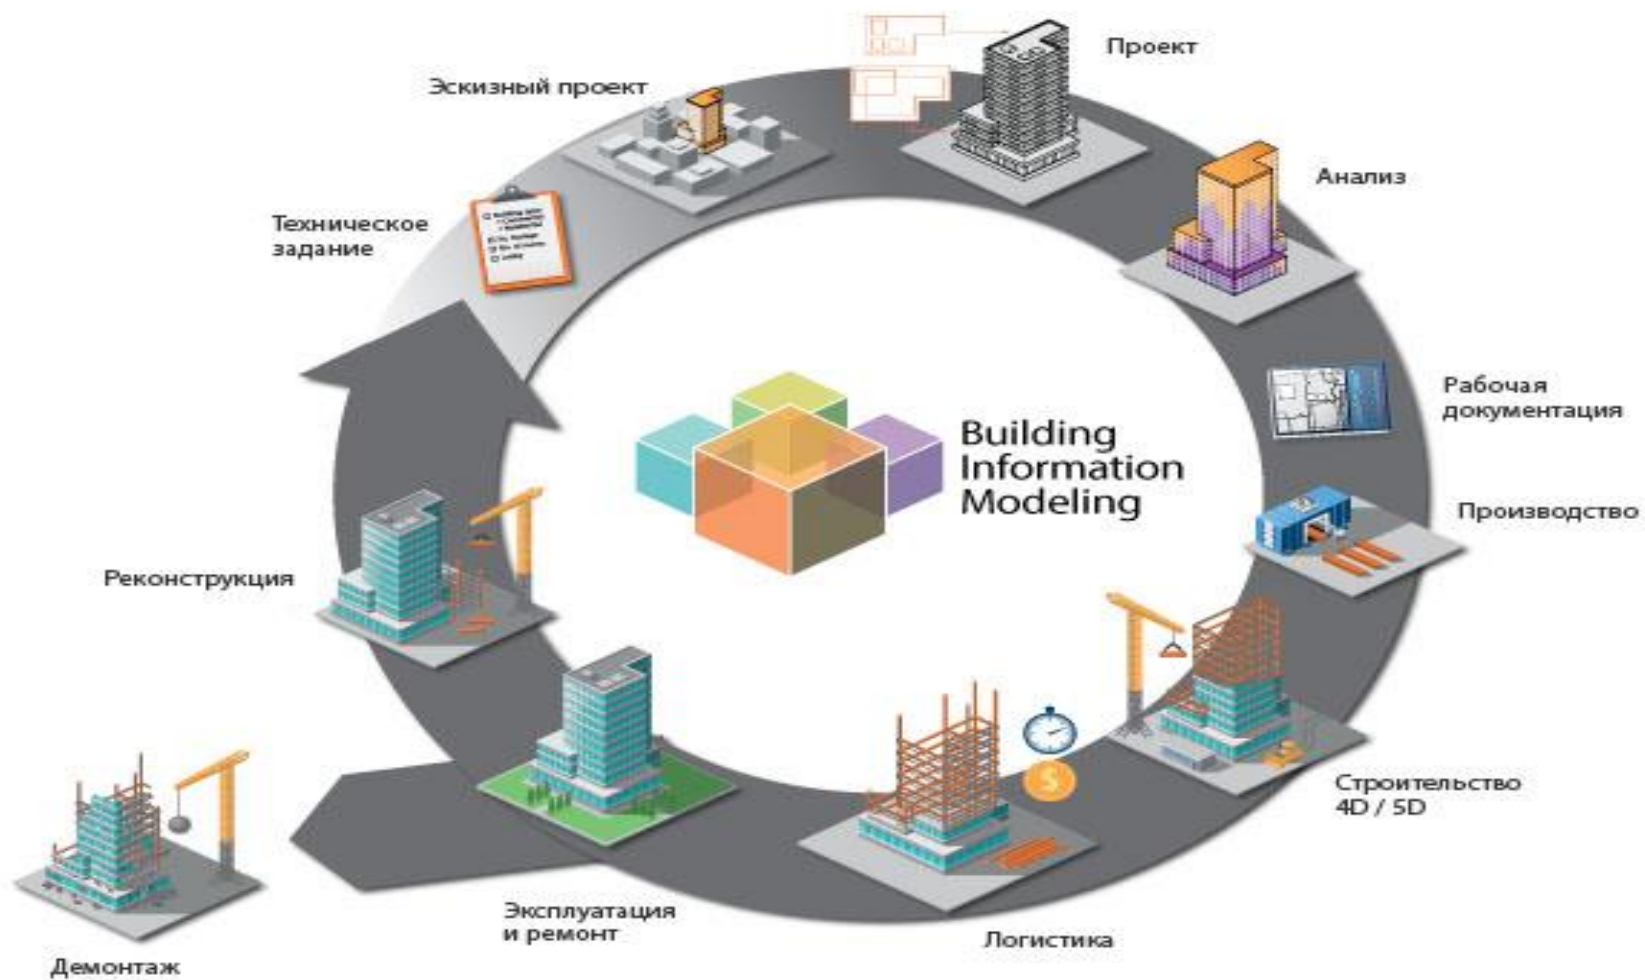 Проект
Эскизный проект
Анализ
Техническое
задание
Рабочая
документация
Building
Information
Modeling
Производство
Реконструкция
Строительство
4D / 5D
$
Эксплуатация
и ремонт
Логистика
Демонтаж